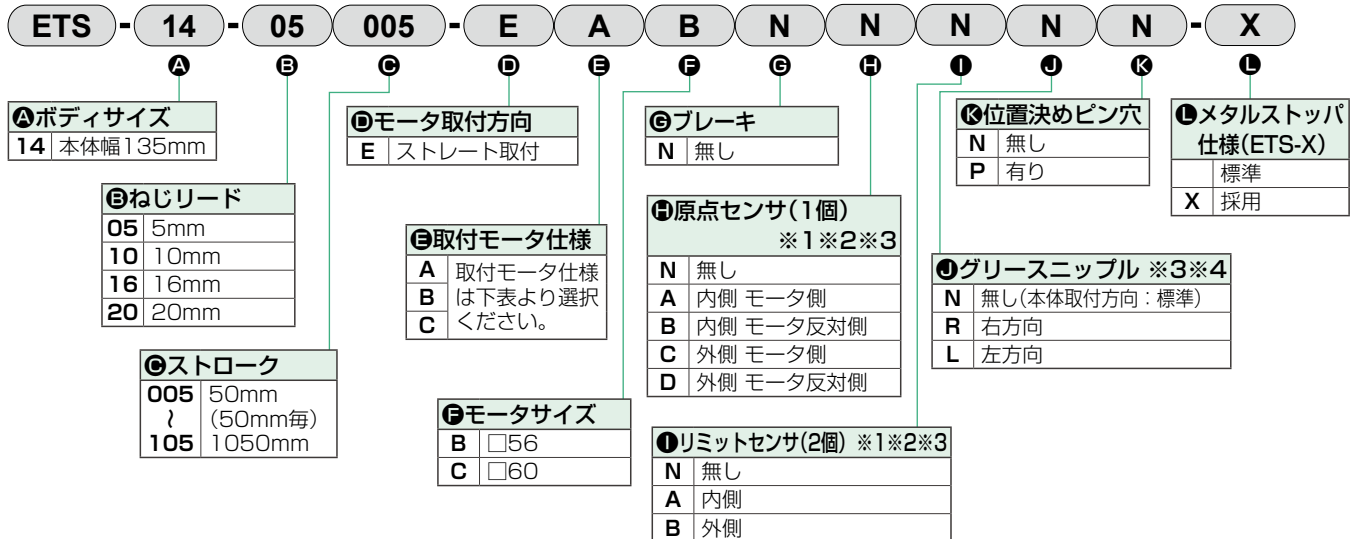 ETS - 14 - 05 005 - E A B N N N N N - X
Ⓐ Ⓑ Ⓒ Ⓓ Ⓔ Ⓕ Ⓖ Ⓗ Ⓘ Ⓙ Ⓚ Ⓛ
Ⓐボディサイズ
14 本体幅135mm
Ⓑねじリード
05 5mm
10 10mm
16 16mm
20 20mm
Ⓒストローク
005 50mm
〜 (50mm毎)
105 1050mm
Ⓓモータ取付方向
E ストレート取付
Ⓔ取付モータ仕様
A 取付モータ仕様
B は下表より選択
C ください。
Ⓕモータサイズ
B □56
C □60
Ⓖブレーキ
N 無し
Ⓗ原点センサ(1個)
※1※2※3
N 無し
A 内側 モータ側
B 内側 モータ反対側
C 外側 モータ側
D 外側 モータ反対側
Ⓘリミットセンサ(2個) ※1※2※3
N 無し
A 内側
B 外側
Ⓙグリースニップル ※3※4
N 無し(本体取付方向：標準)
R 右方向
L 左方向
Ⓚ位置決めピン穴
N 無し
P 有り
Ⓛメタルストッパ
仕様(ETS-X)
標準
X 採用